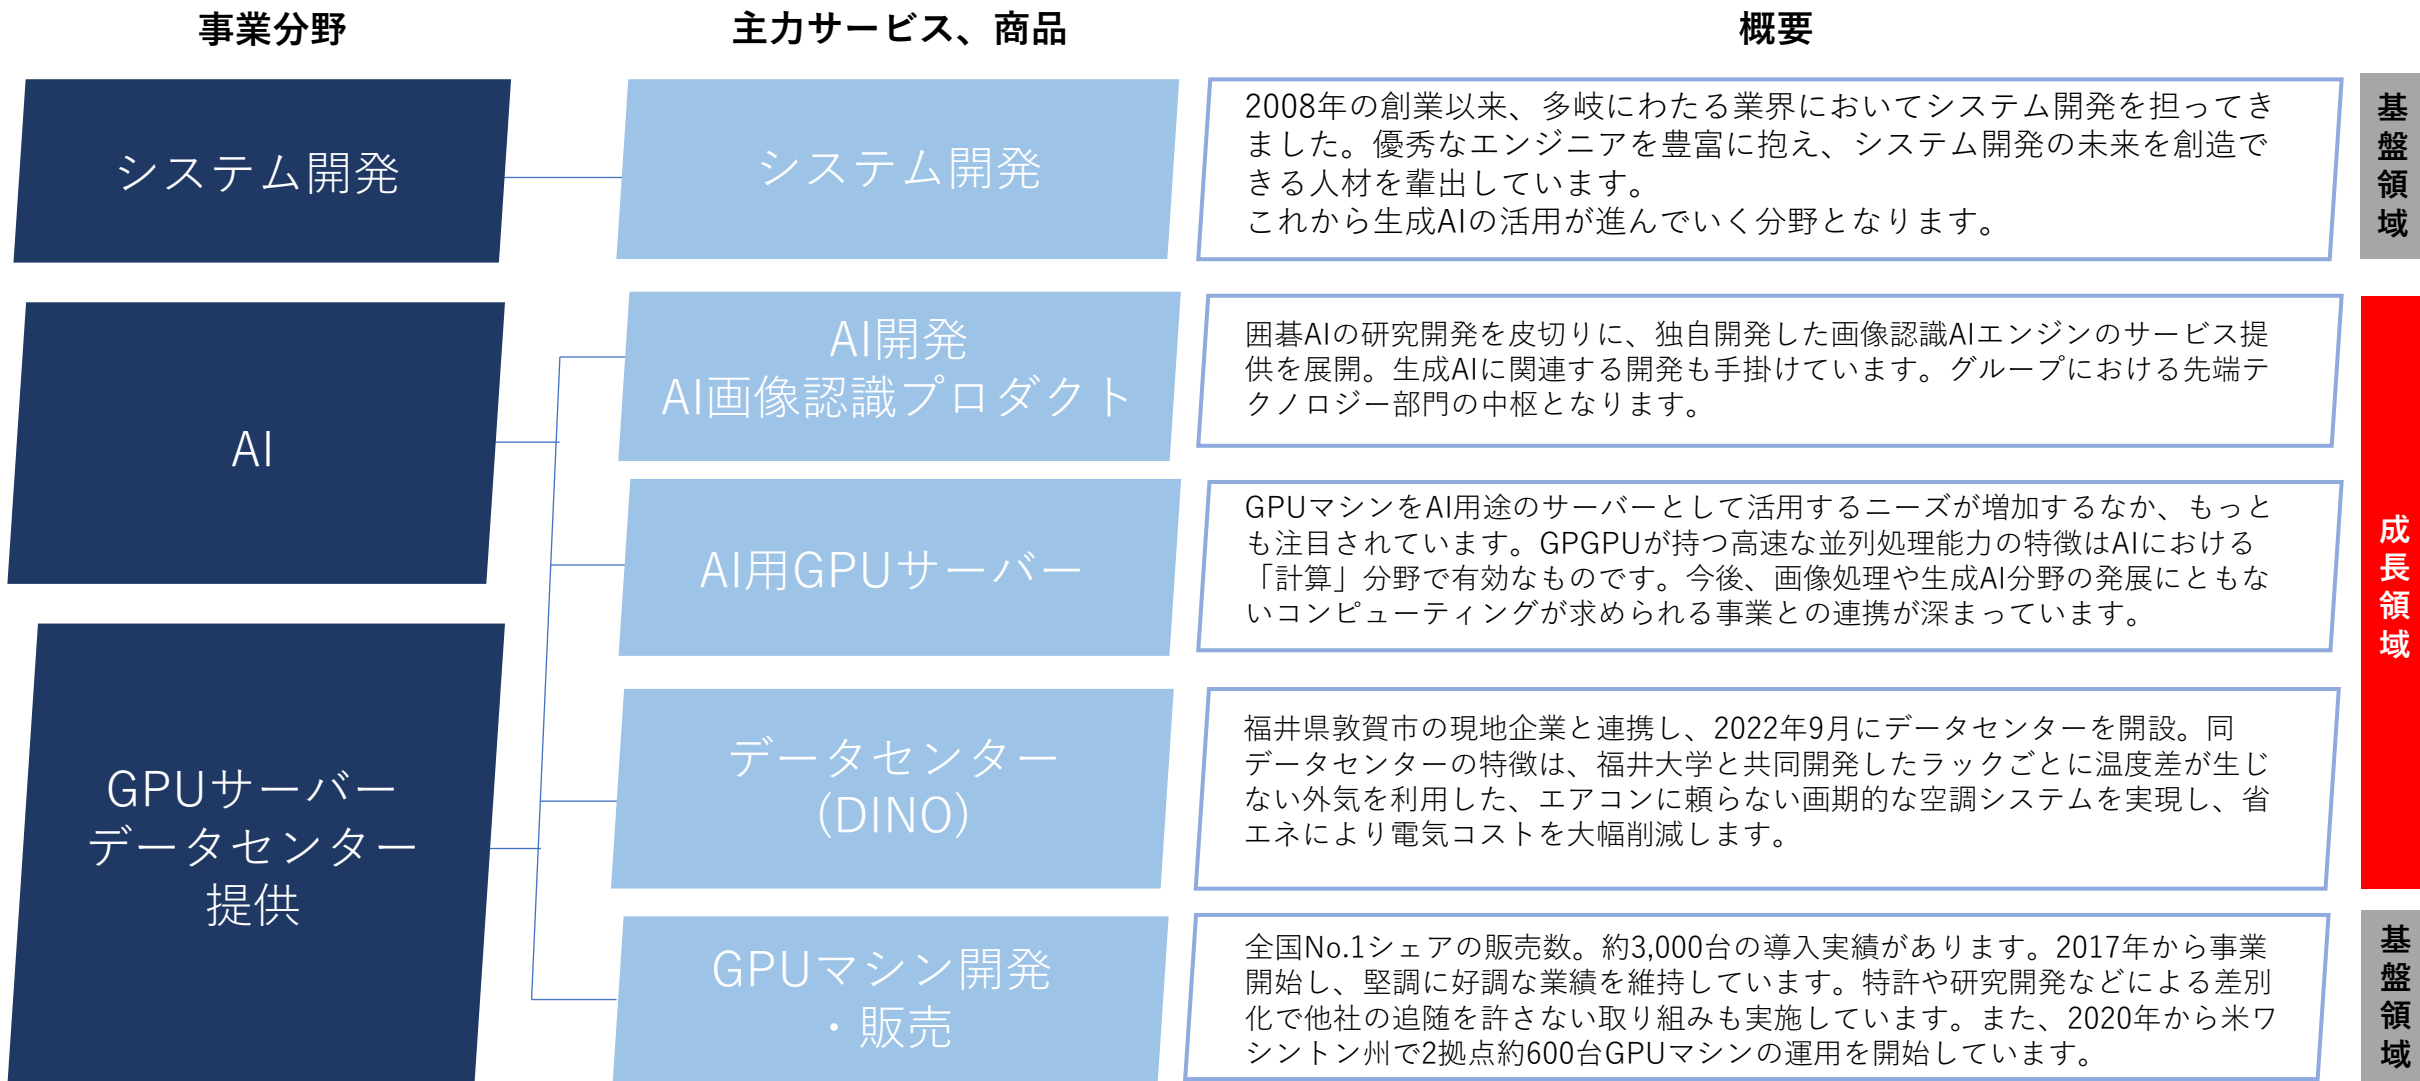 事業分野
主力サービス、商品
概要
システム開発
システム開発
2008年の創業以来、多岐にわたる業界においてシステム開発を担ってき
ました。優秀なエンジニアを豊富に抱え、システム開発の未来を創造で
きる人材を輩出しています。
これから生成AIの活用が進んでいく分野となります。
基盤領域
AI
AI開発
AI画像認識プロダクト
囲碁AIの研究開発を皮切りに、独自開発した画像認識AIエンジンのサービス提
供を展開。生成AIに関連する開発も手掛けています。グループにおける先端テ
クノロジー部門の中枢となります。
AI用GPUサーバー
GPUマシンをAI用途のサーバーとして活用するニーズが増加するなか、もっと
も注目されています。GPGPUが持つ高速な並列処理能力の特徴はAIにおける
「計算」分野で有効なものです。今後、画像処理や生成AI分野の発展にともな
いコンピューティングが求められる事業との連携が深まっています。
成長領域
GPUサーバー
データセンター
提供
データセンター
(DINO)
福井県敦賀市の現地企業と連携し、2022年9月にデータセンターを開設。同
データセンターの特徴は、福井大学と共同開発したラックごとに温度差が生じ
ない外気を利用した、エアコンに頼らない画期的な空調システムを実現し、省
エネにより電気コストを大幅削減します。
GPUマシン開発
・販売
全国No.1シェアの販売数。約3,000台の導入実績があります。2017年から事業
開始し、堅調に好調な業績を維持しています。特許や研究開発などによる差別
化で他社の追随を許さない取り組みも実施しています。また、2020年から米ワ
シントン州で2拠点約600台GPUマシンの運用を開始しています。
基盤領域